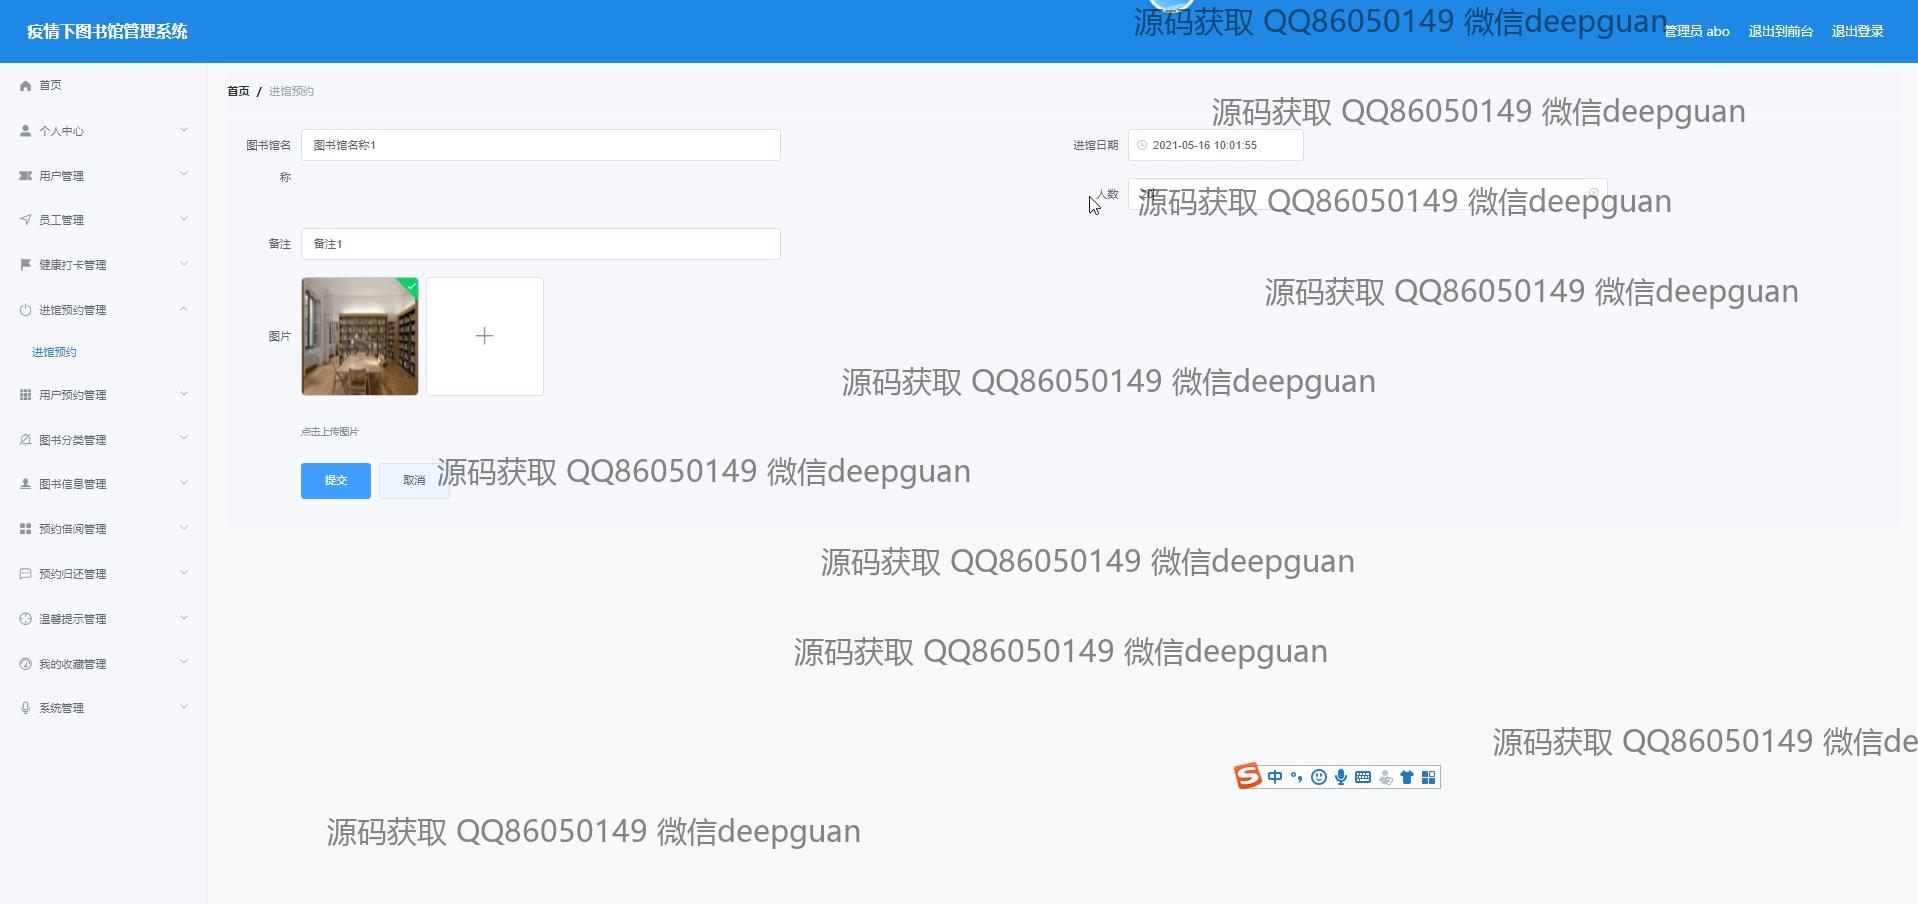 疫情下图书馆管理系统
源码获取 QQ86050149 微信deepguan
管理员 abo
退出到前台
退出登录
首页
个人中心
用户管理
员工管理
健康打卡管理
进馆预约管理
进馆预约
用户预约管理
图书分类管理
图书信息管理
预约借阅管理
预约归还管理
温馨提示管理
我的收藏管理
系统管理
首页 / 进馆预约
源码获取 QQ86050149 微信deepguan
图书馆名
称
图书馆名称1
进馆日期
2021-05-16 10:01:55
人数
源码获取 QQ86050149 微信deepguan
备注
备注1
源码获取 QQ86050149 微信deepguan
图片
源码获取 QQ86050149 微信deepguan
点击上传图片
提交
取消
源码获取 QQ86050149 微信deepguan
源码获取 QQ86050149 微信deepguan
源码获取 QQ86050149 微信deepguan
源码获取 QQ86050149 微信de
中
源码获取 QQ86050149 微信deepguan